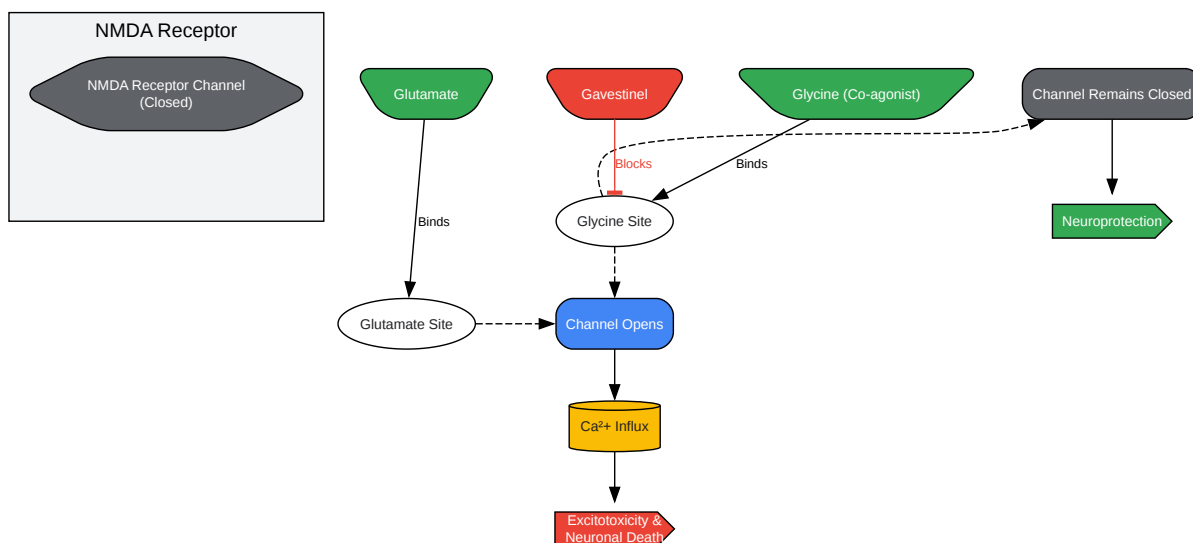 NMDA Receptor
NMDA Receptor Channel
(Closed)
Glutamate
Gavestinel
Glycine (Co-agonist)
Channel Remains Closed
Blocks
Binds
Binds
Glycine Site
Neuroprotection
Glutamate Site
Channel Opens
Ca²+ Influx
Excitotoxicity &
Neuronal Death